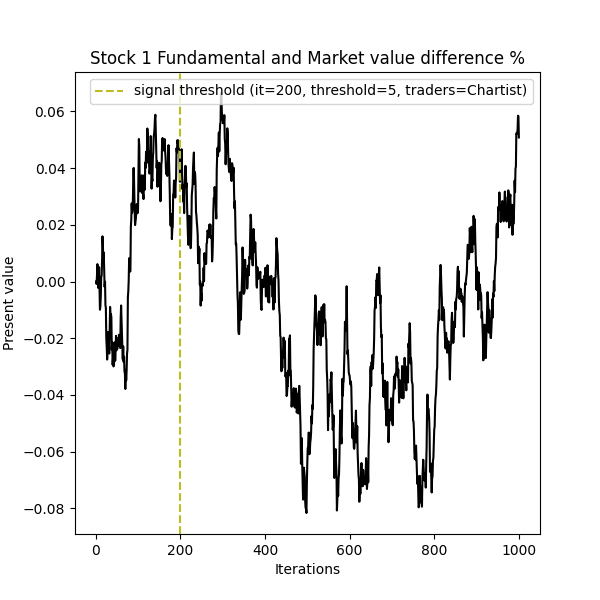 Stock 1 Fundamental and Market value difference %
signal threshold (it=200, threshold=5, traders=Chartist)
Present value
0.06
0.04
0.02
0.00
−0.02
−0.04
−0.06
−0.08
0 200 400 600 800 1000
Iterations